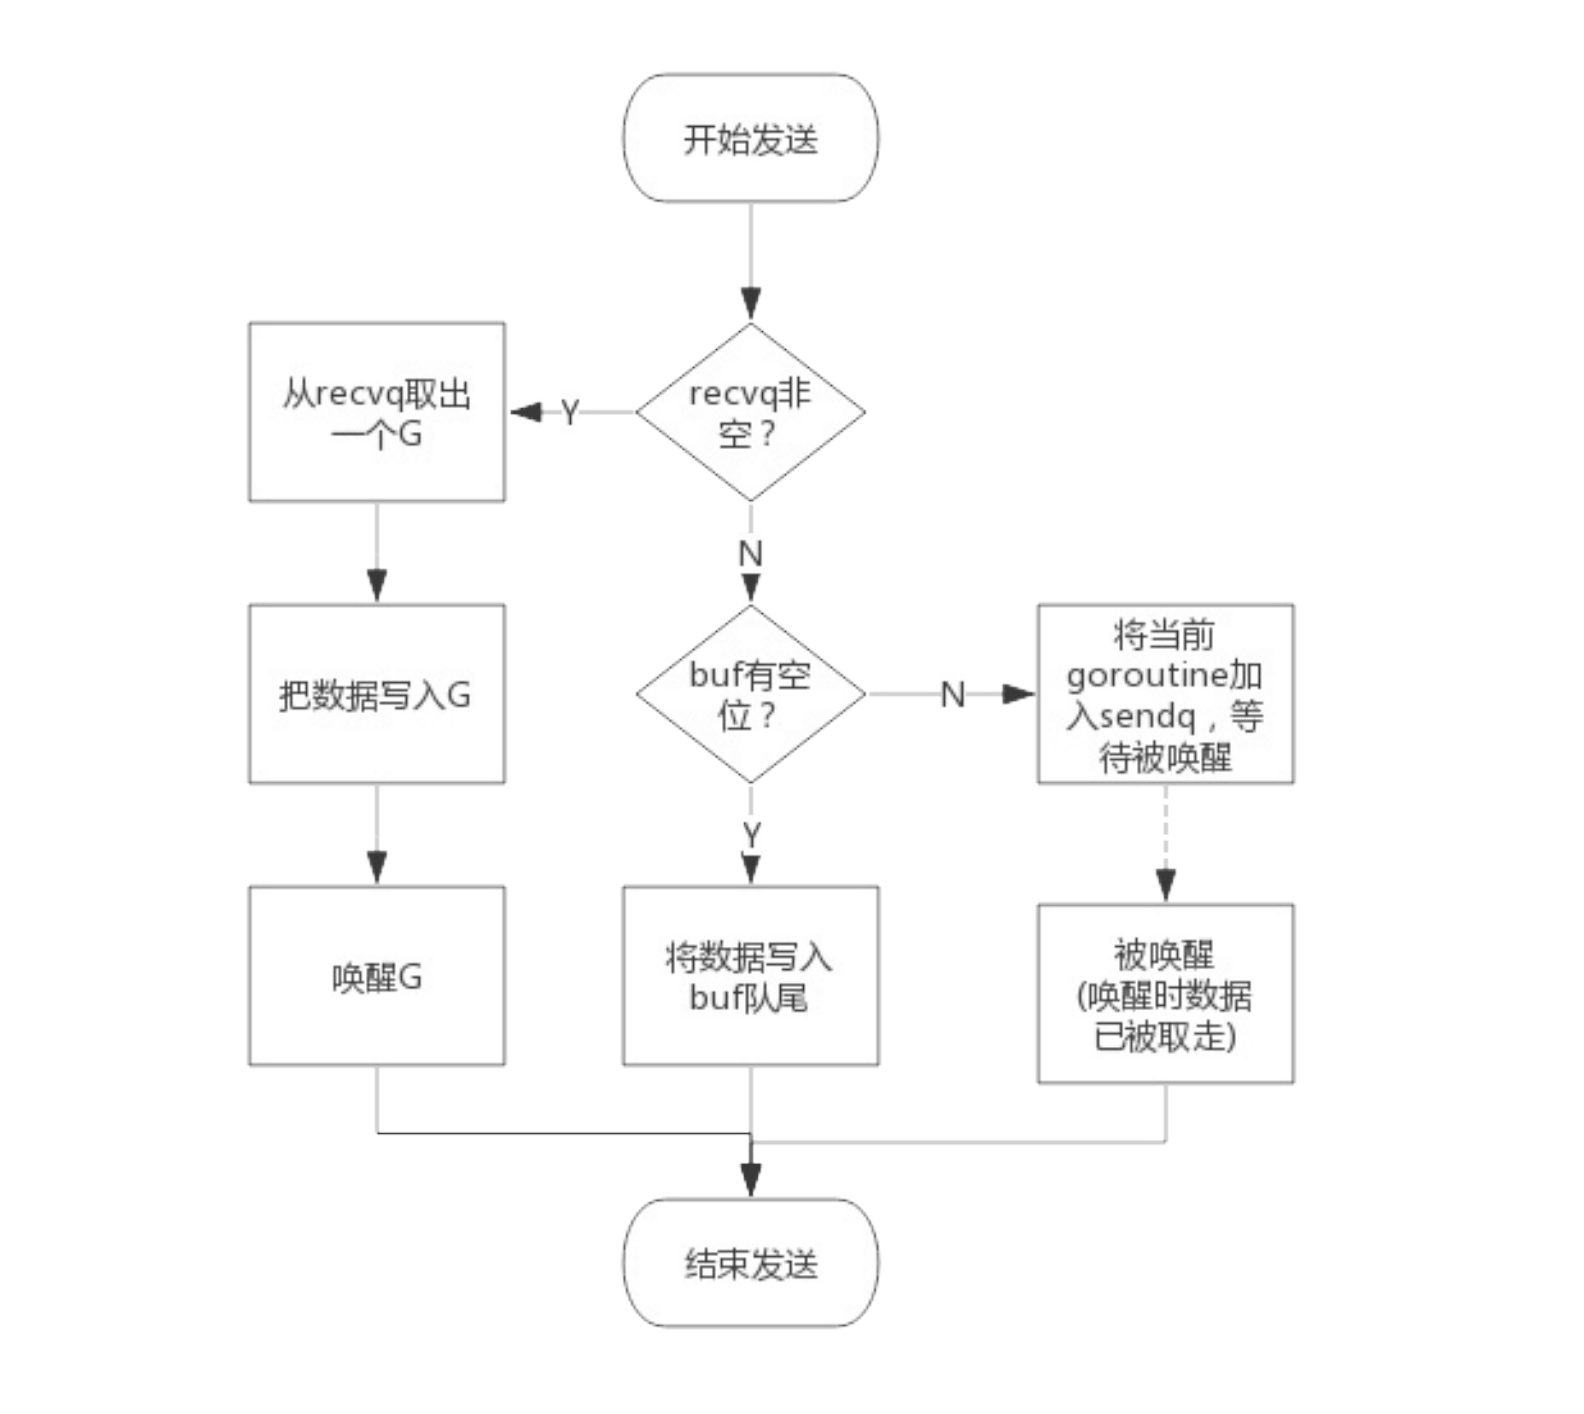 开始发送
从recvq取出
一个G
Y
recvq非
空？
N
把数据写入G
buf有空
位？
N
将当前
goroutine加
入sendq，等
待被唤醒
Y
唤醒G
将数据写入
buf队尾
被唤醒
(唤醒时数据
已被取走)
结束发送